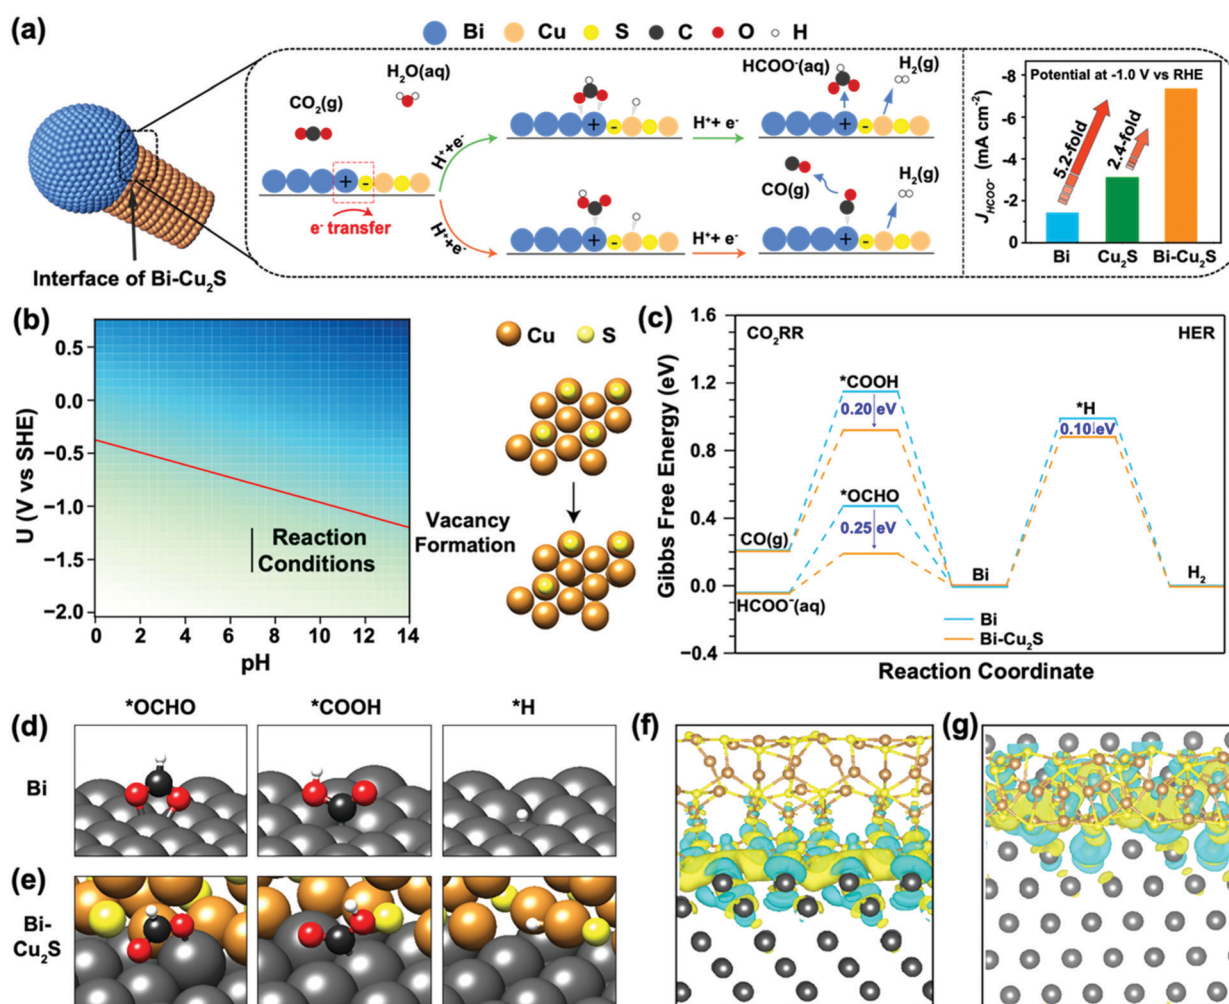 (a)
Bi Cu S C O H
CO₂(g)
H₂O(aq)
e⁻ transfer
Interface of Bi-Cu₂S
H⁺+e⁻
H⁺+e⁻
+ -
+ -
+ -
H⁺+ e⁻
H⁺+ e⁻
HCOO⁻(aq)
H₂(g)
+ -
CO(g)
H₂(g)
+ -
Potential at -1.0 V vs RHE
J_HCOO⁻ (mA cm⁻²)
-8
-6
-4
-2
0
5.2-fold
2.4-fold
Bi Cu₂S Bi-Cu₂S
(b)
U (V vs SHE)
0.5
0.0
−0.5
−1.0
−1.5
−2.0
0 2 4 6 8 10 12 14
pH
Reaction
Conditions
Cu S
Vacancy
Formation
(c)
Gibbs Free Energy (eV)
1.6
1.2
0.8
0.4
0.0
−0.4
CO₂RR
HER
*COOH
0.20 eV
*OCHO
0.25 eV
*H
0.10 eV
CO(g)
HCOO⁻(aq)
Bi
H₂
Bi
Bi-Cu₂S
Reaction Coordinate
(d)
*OCHO *COOH *H
Bi
(e)
Bi-
Cu₂S
(f)
(g)